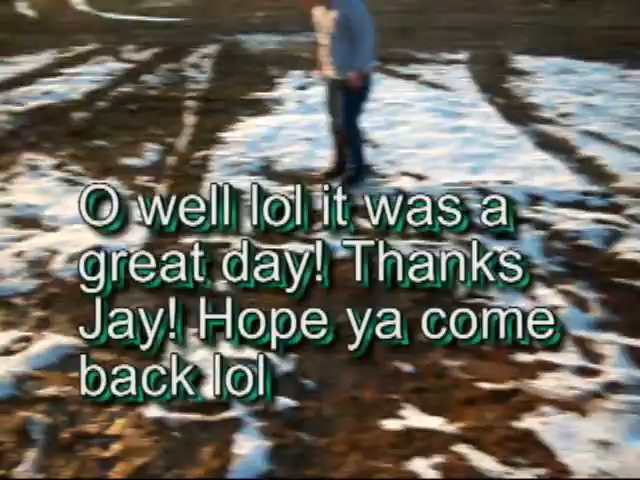 O well lol it was a
great day! Thanks
Jay! Hope ya come
back lol